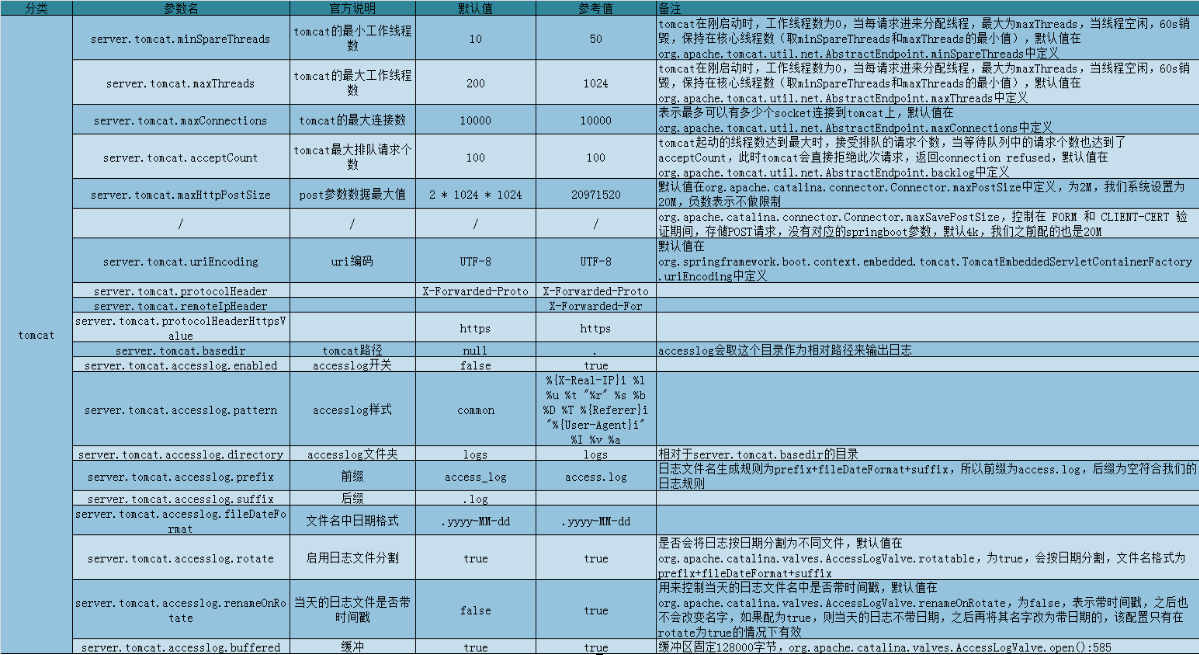 分类 参数名 官方说明 默认值 参考值 备注
tomcat
server.tomcat.minSpareThreads
tomcat的最小工作线程
数
10
50
tomcat在刚启动时，工作线程数为0，当每请求进来分配线程，最大为maxThreads，当线程空闲，60s销
毁，保持在核心线程数（取minSpareThreads和maxThreads的最小值），默认值在
org.apache.tomcat.util.net.AbstractEndpoint.minSpareThreads中定义
server.tomcat.maxThreads
tomcat的最大工作线程
数
200
1024
tomcat在刚启动时，工作线程数为0，当每请求进来分配线程，最大为maxThreads，当线程空闲，60s销
毁，保持在核心线程数（取minSpareThreads和maxThreads的最小值），默认值在
org.apache.tomcat.util.net.AbstractEndpoint.maxThreads中定义
server.tomcat.maxConnections
tomcat的最大连接数
10000
10000
表示最多可以有多少个socket连接到tomcat上，默认值在
org.apache.tomcat.util.net.AbstractEndpoint.maxConnections中定义
server.tomcat.acceptCount
tomcat最大排队请求个
数
100
100
tomcat起动的线程数达到最大时，接受排队的请求个数，当等待队列中的请求个数也达到了
acceptCount，此时tomcat会直接拒绝此次请求，返回connection refused，默认值在
org.apache.tomcat.util.net.AbstractEndpoint.backlog中定义
server.tomcat.maxHttpPostSize
post参数数据最大值
2 * 1024 * 1024
20971520
默认值在org.apache.catalina.connector.Connector.maxPostSize中定义，为2M，我们系统设置为
20M，负数表示不做限制
/
/
/
/
org.apache.catalina.connector.Connector.maxSavePostSize，控制在 FORM 和 CLIENT-CERT 验
证期间，存储POST请求，没有对应的springboot参数，默认4k，我们之前配的也是20M
server.tomcat.uriEncoding
uri编码
UTF-8
UTF-8
默认值在
org.springframework.boot.context.embedded.tomcat.TomcatEmbeddedServletContainerFactory
.uriEncoding中定义
server.tomcat.protocolHeader
X-Forwarded-Proto
X-Forwarded-Proto
server.tomcat.remoteIpHeader
X-Forwarded-For
server.tomcat.protocolHeaderHttpsV
alue
https
https
server.tomcat.basedir
tomcat路径
null
.
accesslog会取这个目录作为相对路径来输出日志
server.tomcat.accesslog.enabled
accesslog开关
false
true
server.tomcat.accesslog.pattern
accesslog样式
common
%{X-Real-IP}i %l
%u %t "%r" %s %b
%D %T %{Referer}i
"%{User-Agent}i"
%I %v %a
server.tomcat.accesslog.directory
accesslog文件夹
logs
logs
相对于server.tomcat.basedir的目录
server.tomcat.accesslog.prefix
前缀
access_log
access.log
日志文件名生成规则为prefix+fileDateFormat+suffix，所以前缀为access.log，后缀为空符合我们的
日志规则
server.tomcat.accesslog.suffix
后缀
.log
server.tomcat.accesslog.fileDateFo
rmat
文件名中日期格式
.yyyy-MM-dd
.yyyy-MM-dd
server.tomcat.accesslog.rotate
启用日志文件分割
true
true
是否会将日志按日期分割为不同文件，默认值在
org.apache.catalina.valves.AccessLogValve.rotatable，为true，会按日期分割，文件名格式为
prefix+fileDateFormat+suffix
server.tomcat.accesslog.renameOnRo
tate
当天的日志文件是否带
时间戳
false
true
用来控制当天的日志文件名中是否带时间戳，默认值在
org.apache.catalina.valves.AccessLogValve.renameOnRotate，为false，表示带时间戳，之后也
不会改变名字，如果配为true，则当天的日志不带日期，之后再将其名字改为带日期的，该配置只有在
rotate为true的情况下有效
server.tomcat.accesslog.buffered
缓冲
true
true
缓冲区固定128000字节，org.apache.catalina.valves.AccessLogValve.open():585